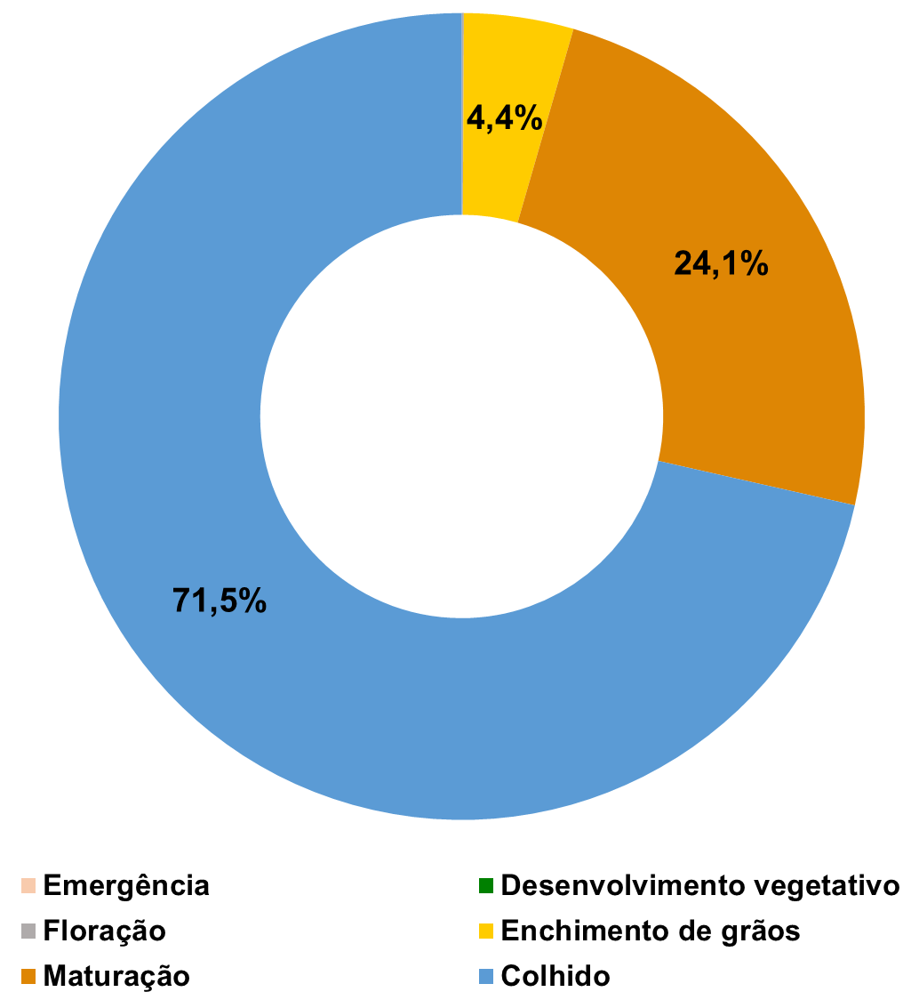 4,4%
24,1%
71,5%
Emergência
Desenvolvimento vegetativo
Floração
Enchimento de grãos
Maturação
Colhido